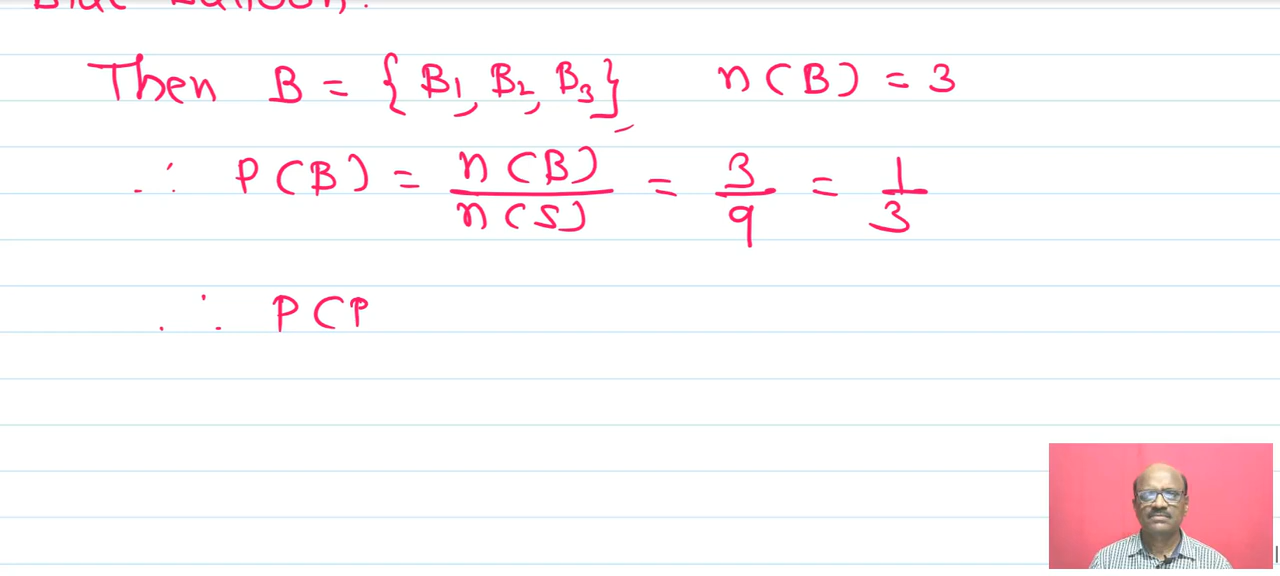 Then B = {B₁, B₂, B₃} n(B) = 3
∴ P(B) = n(B)/n(S) = 3/9 = 1/3
∴ P(P